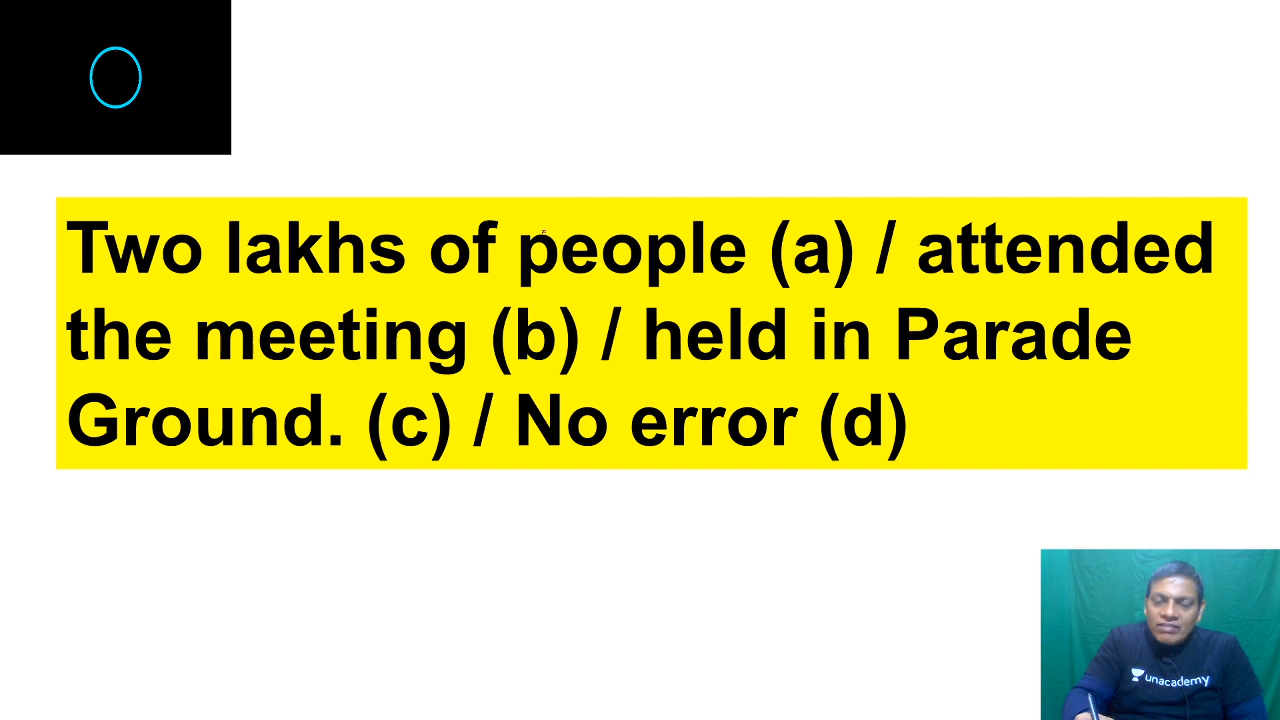 Two lakhs of people (a) / attended
the meeting (b) / held in Parade
Ground. (c) / No error (d)
unacademy